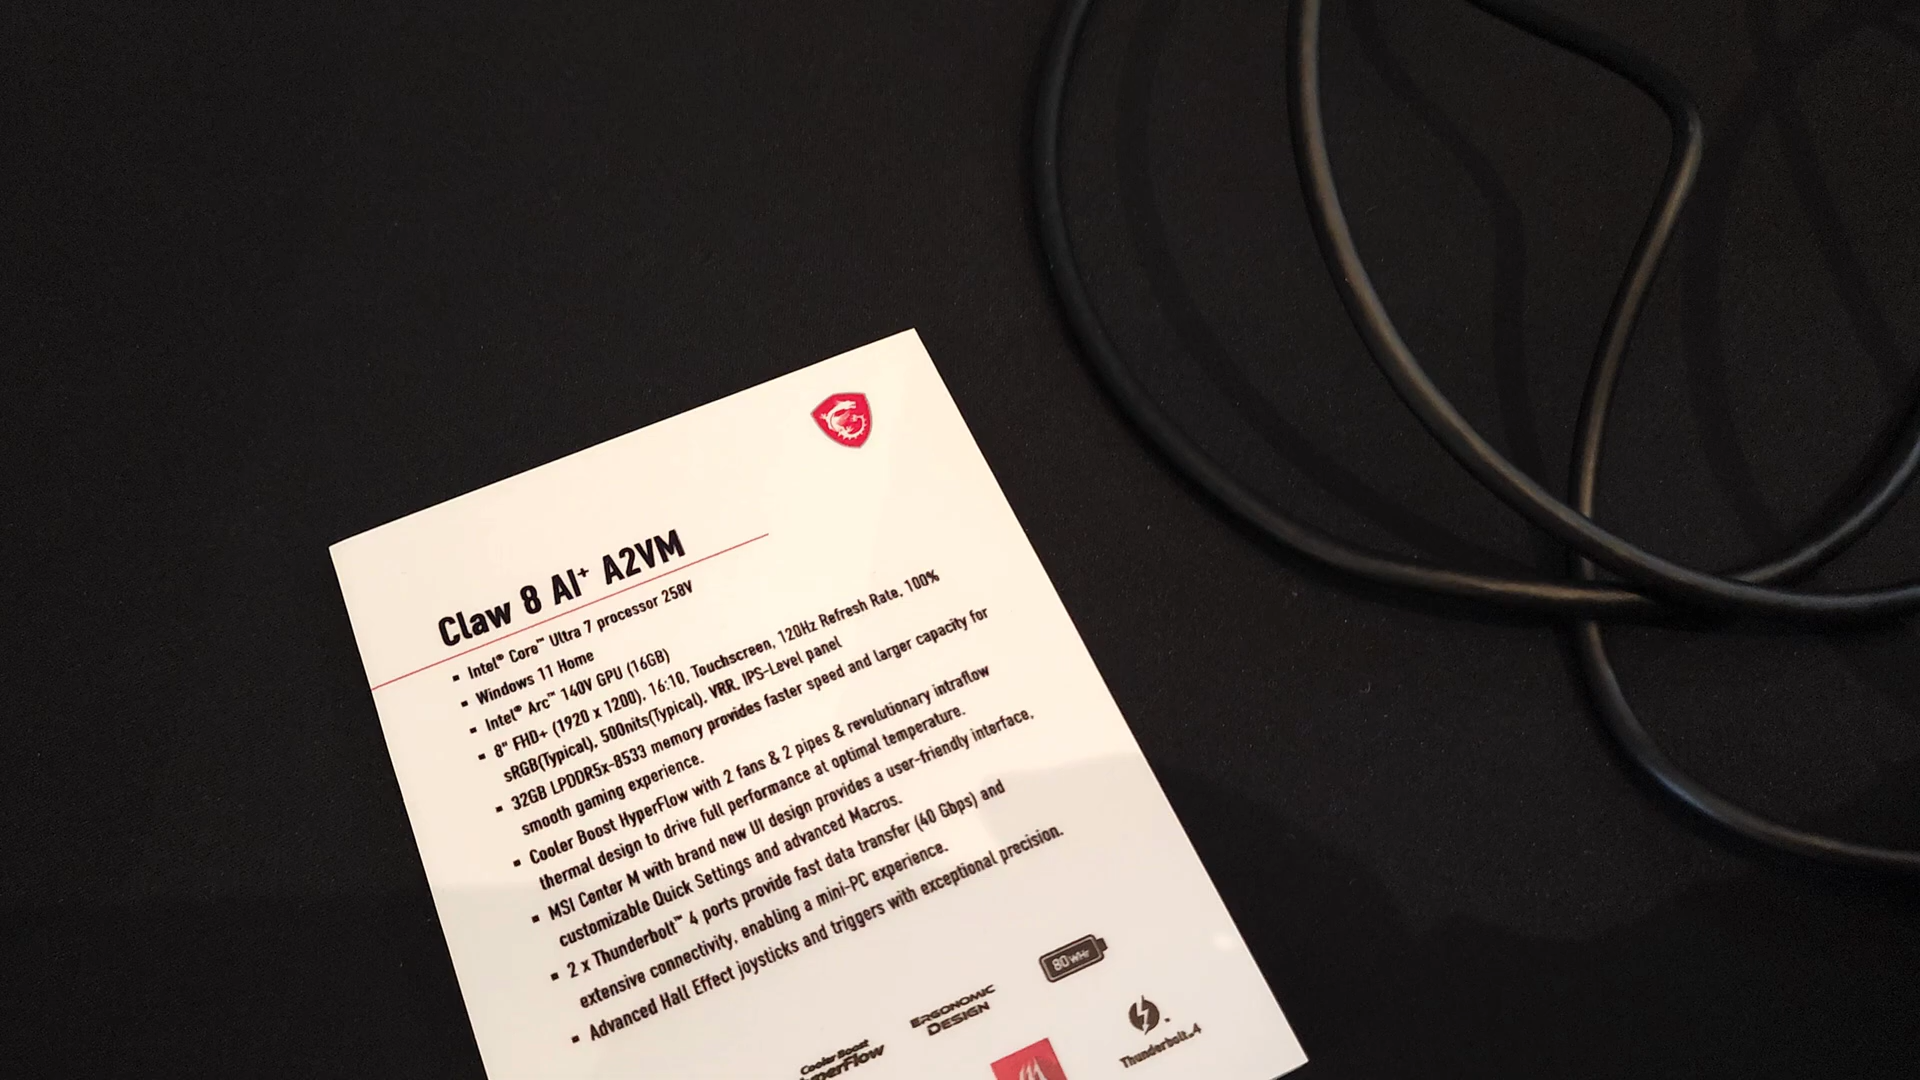 Claw 8 AI+ A2VM
▪ Intel® Core™ Ultra 7 processor 258V
▪ Windows 11 Home
▪ Intel® Arc™ 140V GPU (16GB)
▪ 8" FHD+ (1920 x 1200), 16:10, Touchscreen, 120Hz Refresh Rate, 100%
sRGB(Typical), 500nits(Typical), VRR, IPS-Level panel
▪ 32GB LPDDR5x-8533 memory provides faster speed and larger capacity for
smooth gaming experience.
▪ Cooler Boost HyperFlow with 2 fans & 2 pipes & revolutionary intraflow
thermal design to drive full performance at optimal temperature.
▪ MSI Center M with brand new UI design provides a user-friendly interface,
customizable Quick Settings and advanced Macros.
▪ 2 x Thunderbolt™ 4 ports provide fast data transfer (40 Gbps) and
extensive connectivity, enabling a mini-PC experience.
▪ Advanced Hall Effect joysticks and triggers with exceptional precision.
80WHr
ERGONOMIC
DESIGN
Cooler Boost
HyperFlow
Thunderbolt™ 4